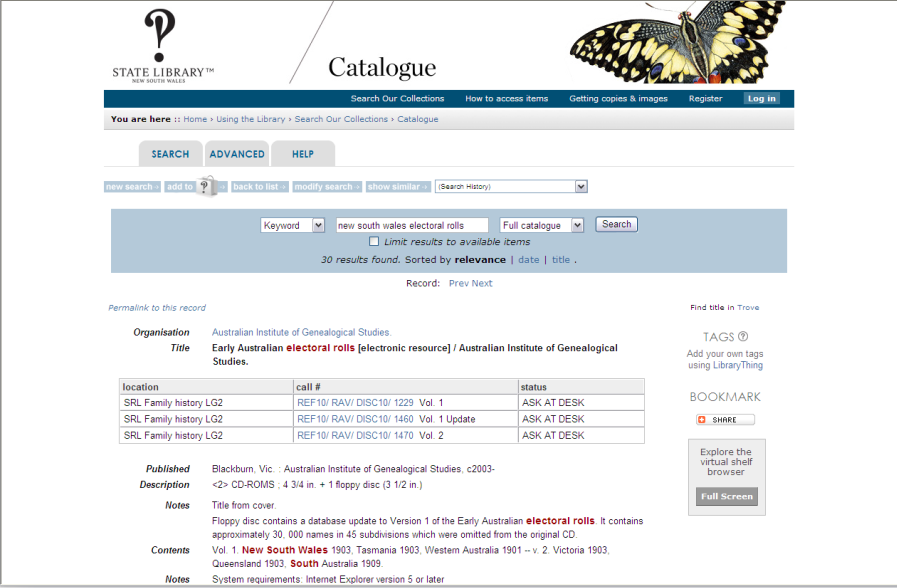 STATE LIBRARY™
NEW SOUTH WALES
Catalogue
Search Our Collections How to access items Getting copies & images Register Log in
You are here :: Home › Using the Library › Search Our Collections › Catalogue
SEARCH ADVANCED HELP
new search add to ? back to list modify search show similar (Search History)
Keyword new south wales electoral rolls Full catalogue Search
Limit results to available items
30 results found. Sorted by relevance | date | title .
Record: Prev Next
Permalink to this record
Find title in Trove
Organisation Australian Institute of Genealogical Studies.
Title Early Australian electoral rolls [electronic resource] / Australian Institute of Genealogical
Studies.
TAGS ?
Add your own tags
using LibraryThing
location call # status
SRL Family history LG2 REF10/ RAV/ DISC10/ 1229 Vol. 1 ASK AT DESK
SRL Family history LG2 REF10/ RAV/ DISC10/ 1460 Vol. 1 Update ASK AT DESK
SRL Family history LG2 REF10/ RAV/ DISC10/ 1470 Vol. 2 ASK AT DESK
BOOKMARK
SHARE
Explore the
virtual shelf
browser
Full Screen
Published Blackburn, Vic. : Australian Institute of Genealogical Studies, c2003-
Description <2> CD-ROMS ; 4 3/4 in. + 1 floppy disc (3 1/2 in.)
Notes Title from cover.
Floppy disc contains a database update to Version 1 of the Early Australian electoral rolls. It contains
approximately 30, 000 names in 45 subdivisions which were omitted from the original CD.
Contents Vol. 1. New South Wales 1903, Tasmania 1903, Western Australia 1901 -- v. 2. Victoria 1903,
Queensland 1903, South Australia 1909.
Notes System requirements: Internet Explorer version 5 or later